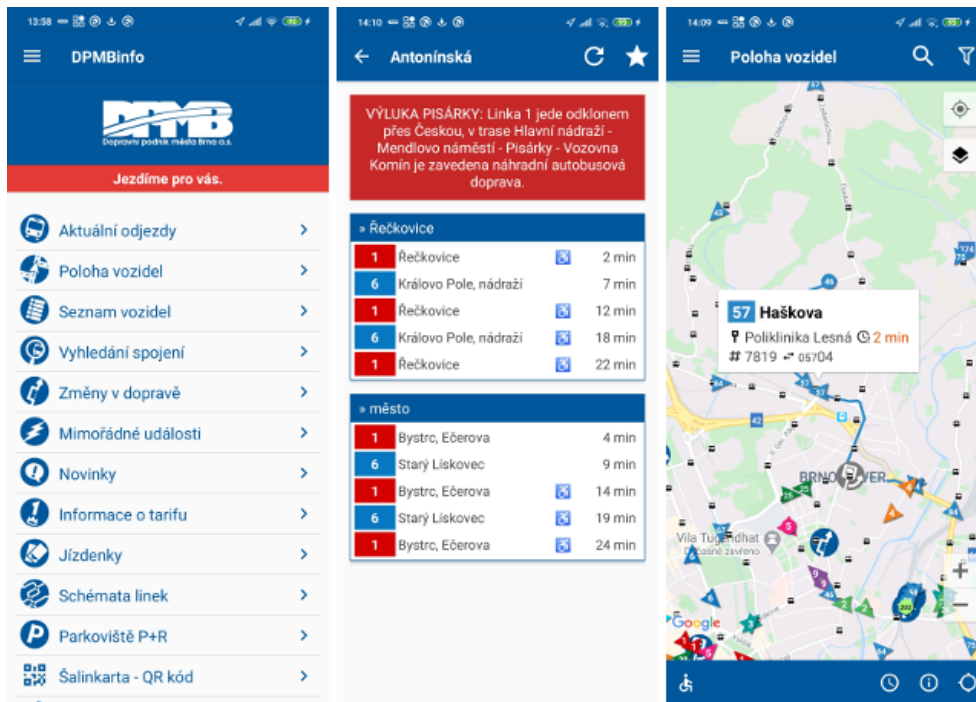 13:58
DPMBinfo
DPMB
Dopravní podnik města Brna a.s.
Jezdíme pro vás.
Aktuální odjezdy
Poloha vozidel
Seznam vozidel
Vyhledání spojení
Změny v dopravě
Mimořádné události
Novinky
Informace o tarifu
Jízdenky
Schémata linek
Parkoviště P+R
Šalinkarta - QR kód
14:10
Antonínská
VÝLUKA PISÁRKY: Linka 1 jede odklonem
přes Českou, v trase Hlavní nádraží -
Mendlovo náměstí - Pisárky - Vozovna
Komín je zavedena náhradní autobusová
doprava.
» Řečkovice
1 Řečkovice 2 min
6 Královo Pole, nádraží 7 min
1 Řečkovice 12 min
6 Královo Pole, nádraží 18 min
1 Řečkovice 22 min
» město
1 Bystrc, Ečerova 4 min
6 Starý Lískovec 9 min
1 Bystrc, Ečerova 14 min
6 Starý Lískovec 19 min
1 Bystrc, Ečerova 24 min
14:09
Poloha vozidel
57
42
174
46
57 Haškova
Poliklinika Lesná 2 min
# 7819 05704
57
42
Vila Tugendhat
Dočasně zavřeno
Google